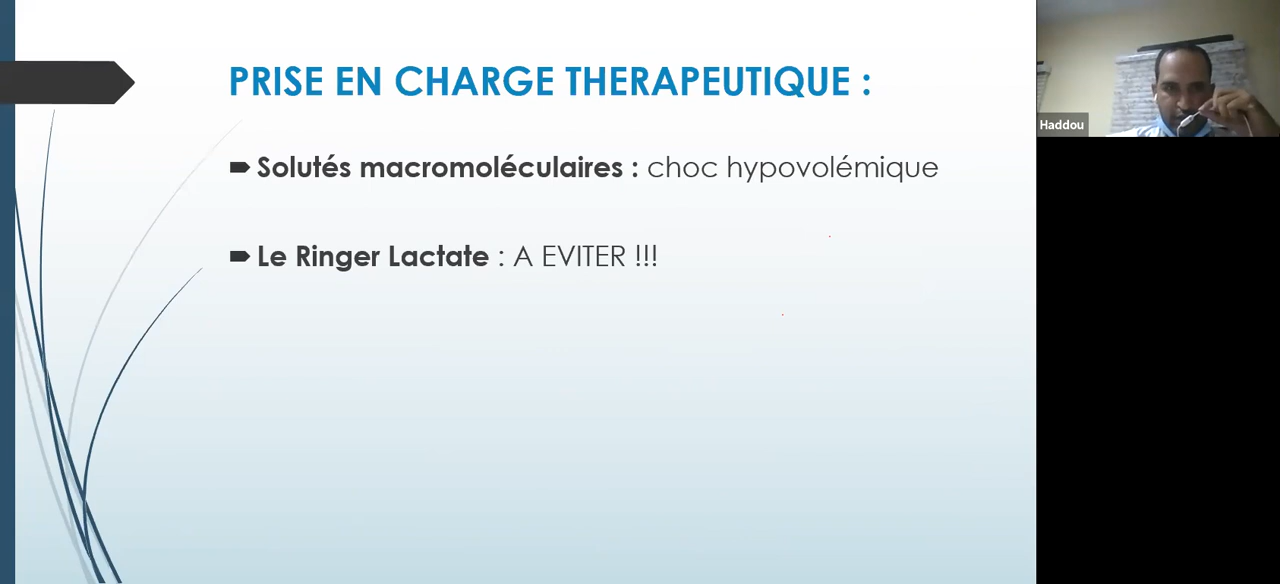 PRISE EN CHARGE THERAPEUTIQUE :
Solutés macromoléculaires : choc hypovolémique
Le Ringer Lactate : A EVITER !!!
Haddou